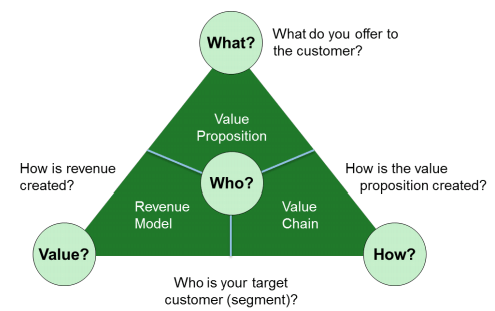 What?
What do you offer to
the customer?
Value
Proposition
How is revenue
created?
Who?
How is the value
proposition created?
Revenue
Model
Value
Chain
Value?
How?
Who is your target
customer (segment)?